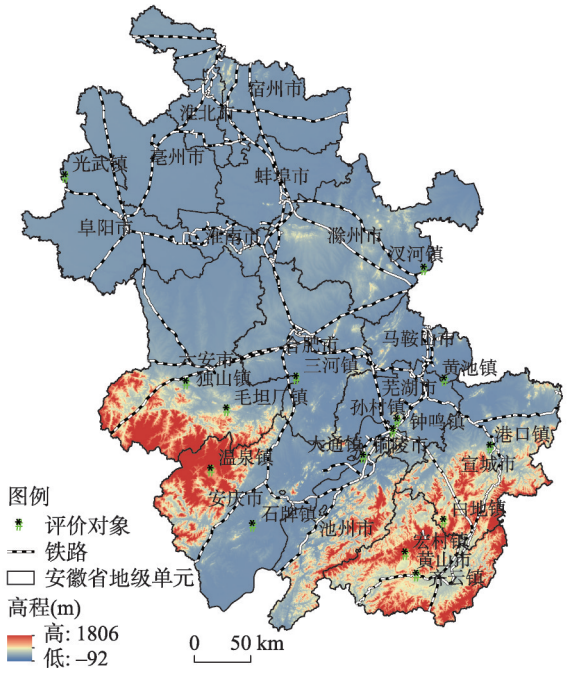 宿州市
淮北市
亳州市
光武镇
蚌埠市
阜阳市
淮南市
滁州市
汊河镇
马鞍山市
合肥市
六安市
三河镇
黄池镇
独山镇
芜湖市
毛坦厂镇
孙村镇
钟鸣镇
港口镇
大通镇
铜陵市
宣城市
温泉镇
安庆市
石牌镇
池州市
白地镇
宏村镇
黄山市
齐云镇
图例
评价对象
铁路
安徽省地级单元
高程(m)
高: 1806
低: –92
0 50 km